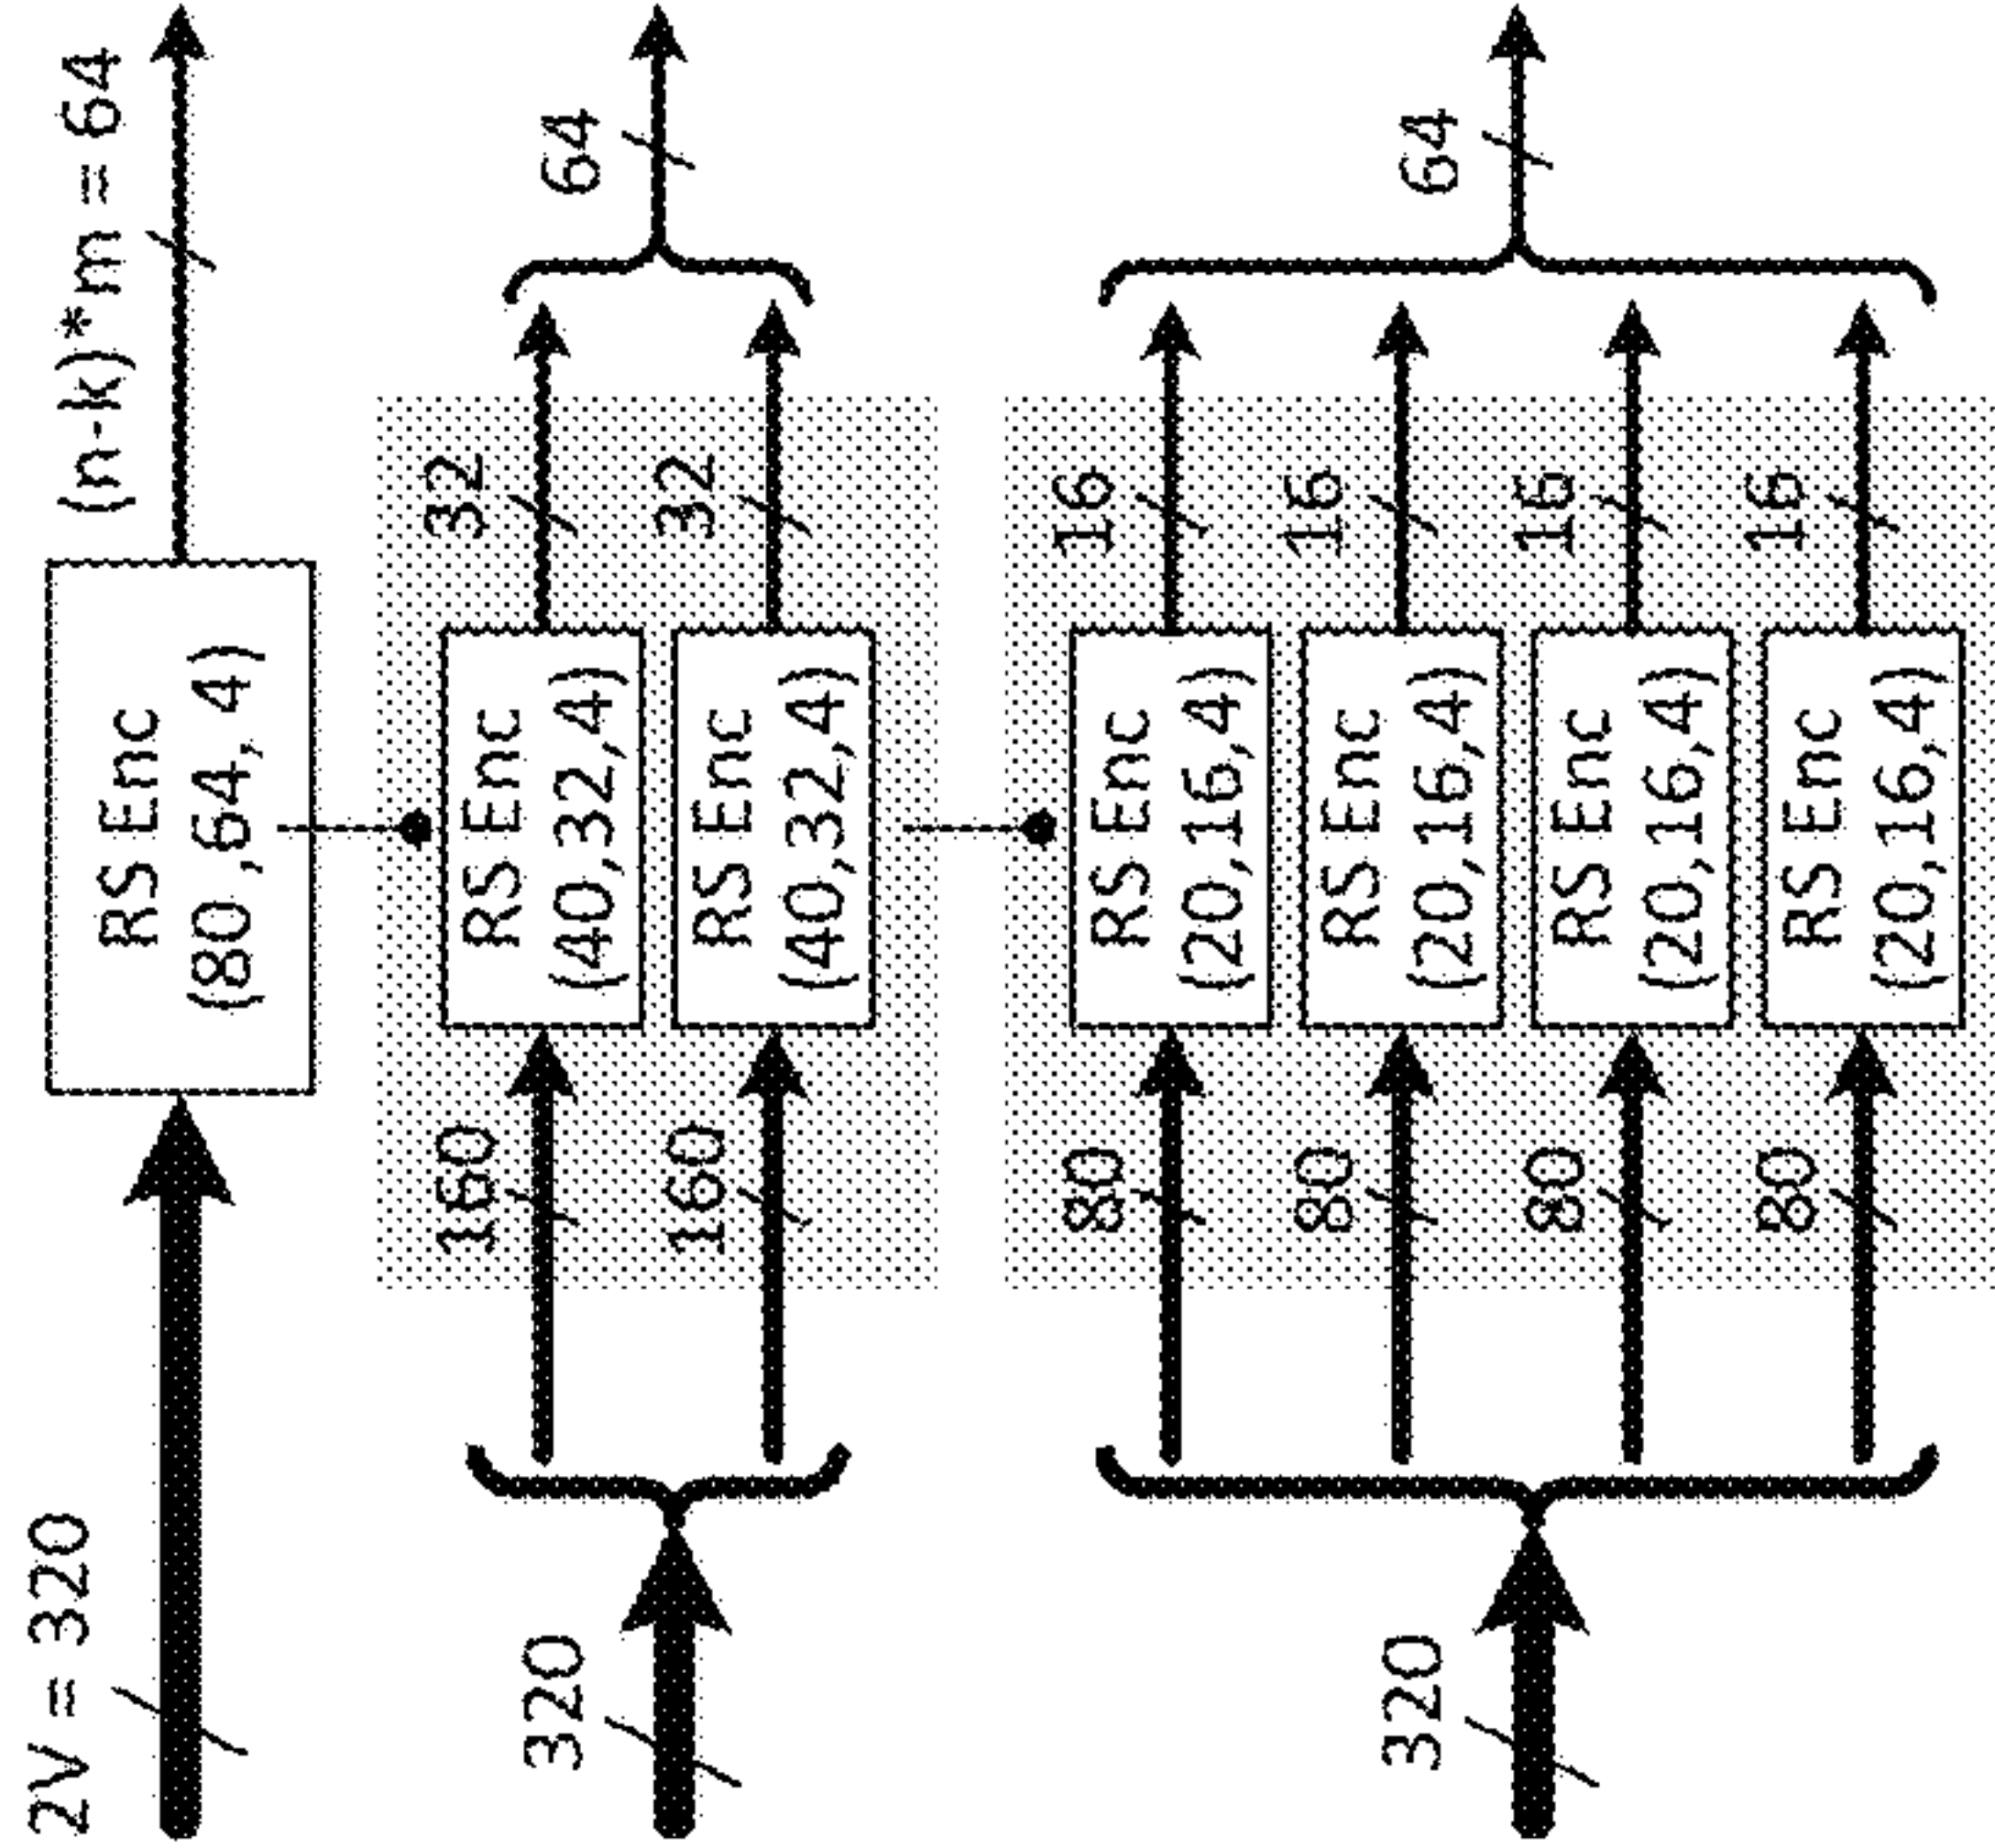 2V = 320
RS Enc
(80 ,64, 4)
(n-k)*m = 64
320
160
RS Enc
(40,32,4)
32
160
RS Enc
(40,32,4)
32
64
320
80
RS Enc
(20,16,4)
16
80
RS Enc
(20,16,4)
16
80
RS Enc
(20,16,4)
16
80
RS Enc
(20,16,4)
16
64